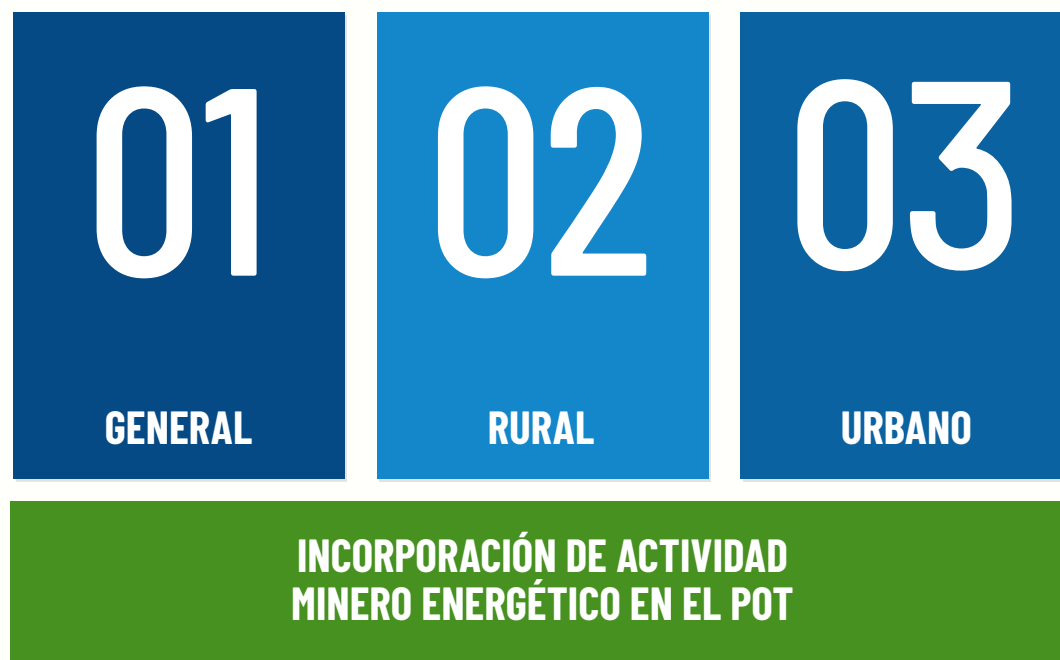 01
GENERAL
02
RURAL
03
URBANO
INCORPORACIÓN DE ACTIVIDAD
MINERO ENERGÉTICO EN EL POT